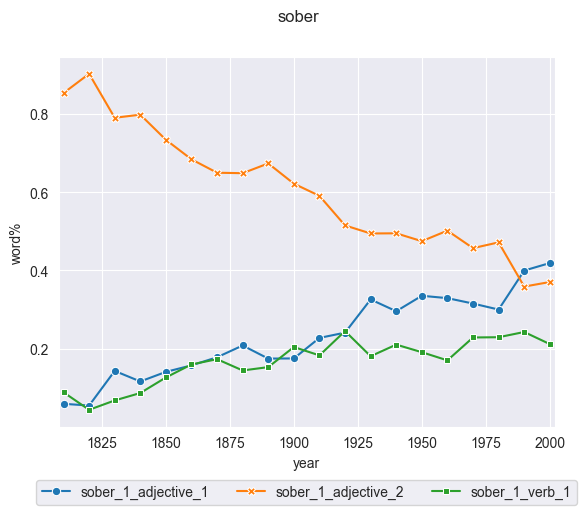 sober
0.8
0.6
0.4
0.2
word%
1825 1850 1875 1900 1925 1950 1975 2000
year
sober_1_adjective_1 sober_1_adjective_2 sober_1_verb_1